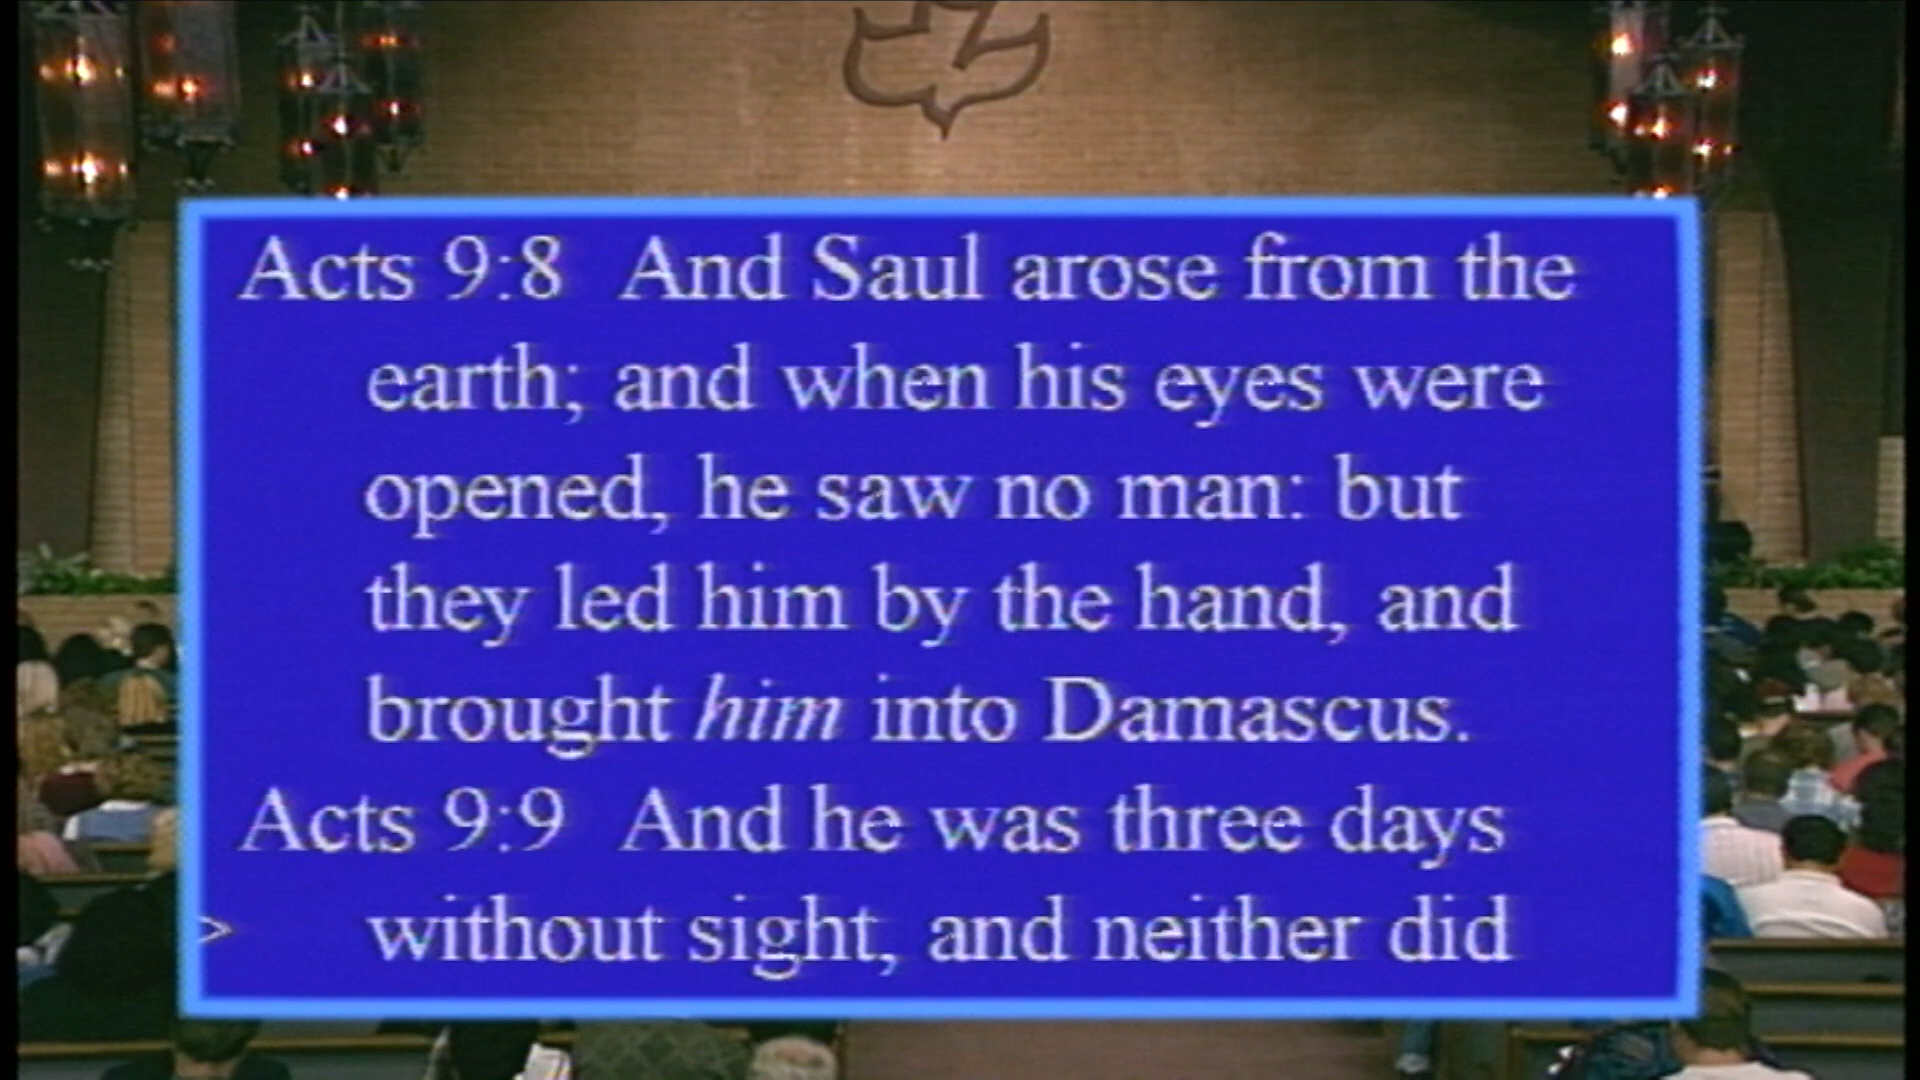 Acts 9:8 And Saul arose from the
earth; and when his eyes were
opened, he saw no man: but
they led him by the hand, and
brought him into Damascus.
Acts 9:9 And he was three days
> without sight, and neither did